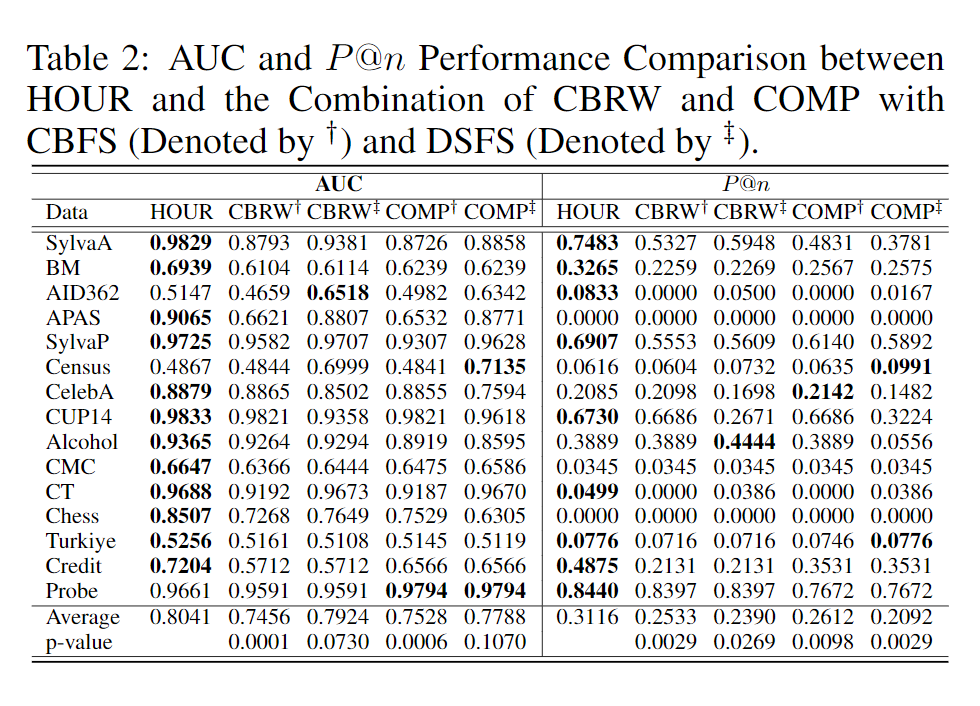 Table 2: AUC and P@n Performance Comparison between
HOUR and the Combination of CBRW and COMP with
CBFS (Denoted by †) and DSFS (Denoted by ‡).
AUC P@n
Data HOUR CBRW† CBRW‡ COMP† COMP‡ HOUR CBRW† CBRW‡ COMP† COMP‡
SylvaA 0.9829 0.8793 0.9381 0.8726 0.8858 0.7483 0.5327 0.5948 0.4831 0.3781
BM 0.6939 0.6104 0.6114 0.6239 0.6239 0.3265 0.2259 0.2269 0.2567 0.2575
AID362 0.5147 0.4659 0.6518 0.4982 0.6342 0.0833 0.0000 0.0500 0.0000 0.0167
APAS 0.9065 0.6621 0.8807 0.6532 0.8771 0.0000 0.0000 0.0000 0.0000 0.0000
SylvaP 0.9725 0.9582 0.9707 0.9307 0.9628 0.6907 0.5553 0.5609 0.6140 0.5892
Census 0.4867 0.4844 0.6999 0.4841 0.7135 0.0616 0.0604 0.0732 0.0635 0.0991
CelebA 0.8879 0.8865 0.8502 0.8855 0.7594 0.2085 0.2098 0.1698 0.2142 0.1482
CUP14 0.9833 0.9821 0.9358 0.9821 0.9618 0.6730 0.6686 0.2671 0.6686 0.3224
Alcohol 0.9365 0.9264 0.9294 0.8919 0.8595 0.3889 0.3889 0.4444 0.3889 0.0556
CMC 0.6647 0.6366 0.6444 0.6475 0.6586 0.0345 0.0345 0.0345 0.0345 0.0345
CT 0.9688 0.9192 0.9673 0.9187 0.9670 0.0499 0.0000 0.0386 0.0000 0.0386
Chess 0.8507 0.7268 0.7649 0.7529 0.6305 0.0000 0.0000 0.0000 0.0000 0.0000
Turkiye 0.5256 0.5161 0.5108 0.5145 0.5119 0.0776 0.0716 0.0716 0.0746 0.0776
Credit 0.7204 0.5712 0.5712 0.6566 0.6566 0.4875 0.2131 0.2131 0.3531 0.3531
Probe 0.9661 0.9591 0.9591 0.9794 0.9794 0.8440 0.8397 0.8397 0.7672 0.7672
Average 0.8041 0.7456 0.7924 0.7528 0.7788 0.3116 0.2533 0.2390 0.2612 0.2092
p-value 0.0001 0.0730 0.0006 0.1070 0.0029 0.0269 0.0098 0.0029